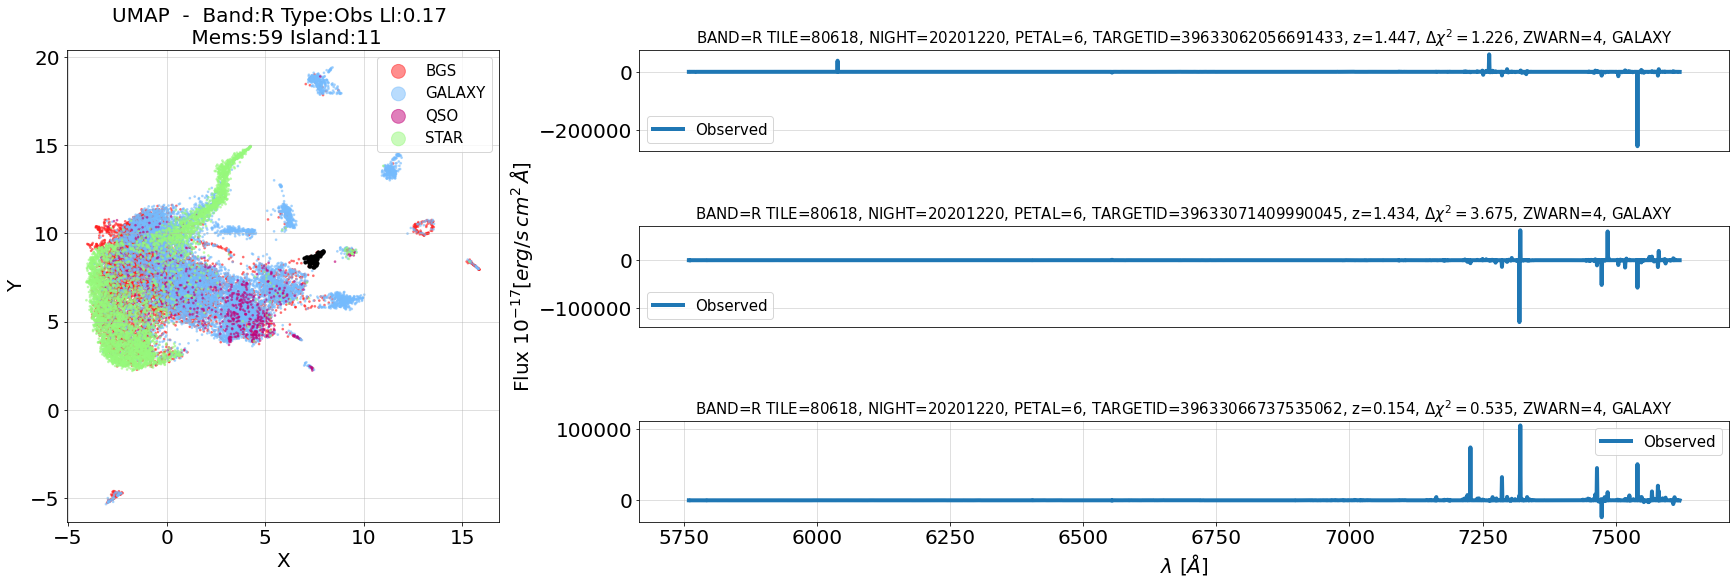 UMAP  -  Band:R Type:Obs Ll:0.17
Mems:59 Island:11
BGS
GALAXY
QSO
STAR
20
15
10
5
0
−5
Y
−5
0
5
10
15
X
Flux 10⁻¹⁷[erg/s cm² Å]
BAND=R TILE=80618, NIGHT=20201220, PETAL=6, TARGETID=39633062056691433, z=1.447, Δχ² = 1.226, ZWARN=4, GALAXY
0
−200000
Observed
BAND=R TILE=80618, NIGHT=20201220, PETAL=6, TARGETID=39633071409990045, z=1.434, Δχ² = 3.675, ZWARN=4, GALAXY
0
−100000
Observed
BAND=R TILE=80618, NIGHT=20201220, PETAL=6, TARGETID=39633066737535062, z=0.154, Δχ² = 0.535, ZWARN=4, GALAXY
100000
0
Observed
5750
6000
6250
6500
6750
7000
7250
7500
λ [Å]